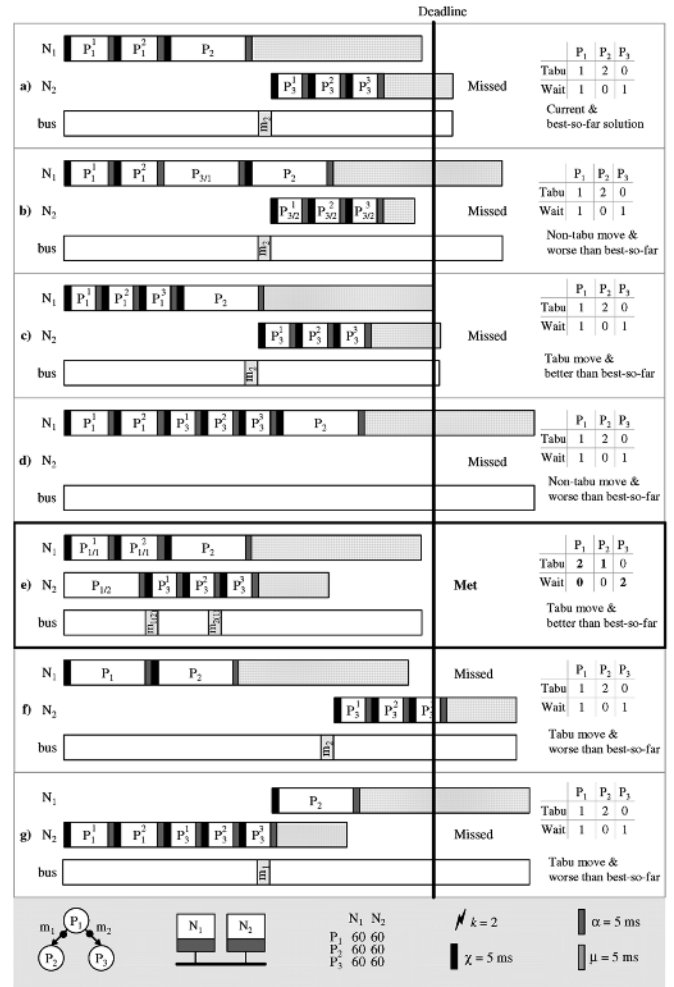 Deadline
N1 P1^1 P1^2 P2
P1 P2 P3
a) N2 P3^1 P3^2 P3^3 Missed
Tabu 1 2 0
Wait 1 0 1
bus m2
Current &
best-so-far solution
N1 P1^1 P1^2 P3/1 P2
P1 P2 P3
b) N2 P3/2^1 P3/2^2 P3/2^3 Missed
Tabu 1 2 0
Wait 1 0 1
bus m2
Non-tabu move &
worse than best-so-far
N1 P1^1 P1^2 P1^3 P2
P1 P2 P3
c) N2 P3^1 P3^2 P3^3 Missed
Tabu 1 2 0
Wait 1 0 1
bus m2
Tabu move &
better than best-so-far
N1 P1^1 P1^2 P3^1 P3^2 P3^3 P2
P1 P2 P3
d) N2 Missed
Tabu 1 2 0
Wait 1 0 1
bus
Non-tabu move &
worse than best-so-far
N1 P1/1^1 P1/1^2 P2
P1 P2 P3
e) N2 P1/2 P3^1 P3^2 P3^3 Met
Tabu 2 1 0
Wait 0 0 2
bus
Tabu move &
better than best-so-far
N1 P1 P2 Missed
P1 P2 P3
f) N2 P3^1 P3^2
Tabu 1 2 0
Wait 1 0 1
bus m2
Tabu move &
worse than best-so-far
N1 P2
P1 P2 P3
g) N2 P1^1 P1^2 P3^1 P3^2 P3^3 Missed
Tabu 1 2 0
Wait 1 0 1
bus m1
Tabu move &
worse than best-so-far
P1
m1 m2
P2 P3
N1 N2
N1 N2
P1 60 60
P2 60 60
P3 60 60
k = 2
χ = 5 ms
α = 5 ms
μ = 5 ms